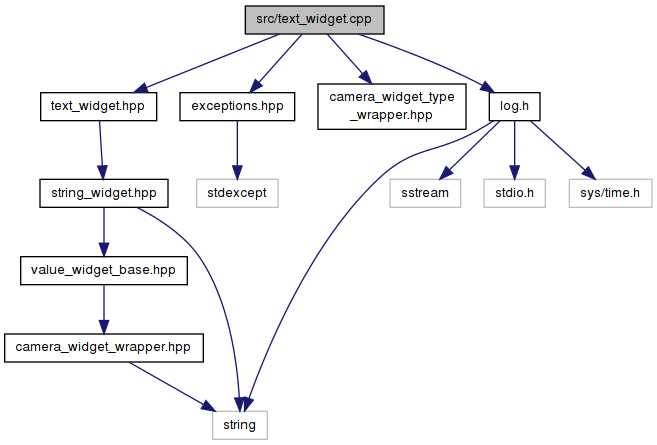 src/text_widget.cpp
text_widget.hpp
exceptions.hpp
camera_widget_type
_wrapper.hpp
log.h
string_widget.hpp
stdexcept
sstream
stdio.h
sys/time.h
value_widget_base.hpp
camera_widget_wrapper.hpp
string